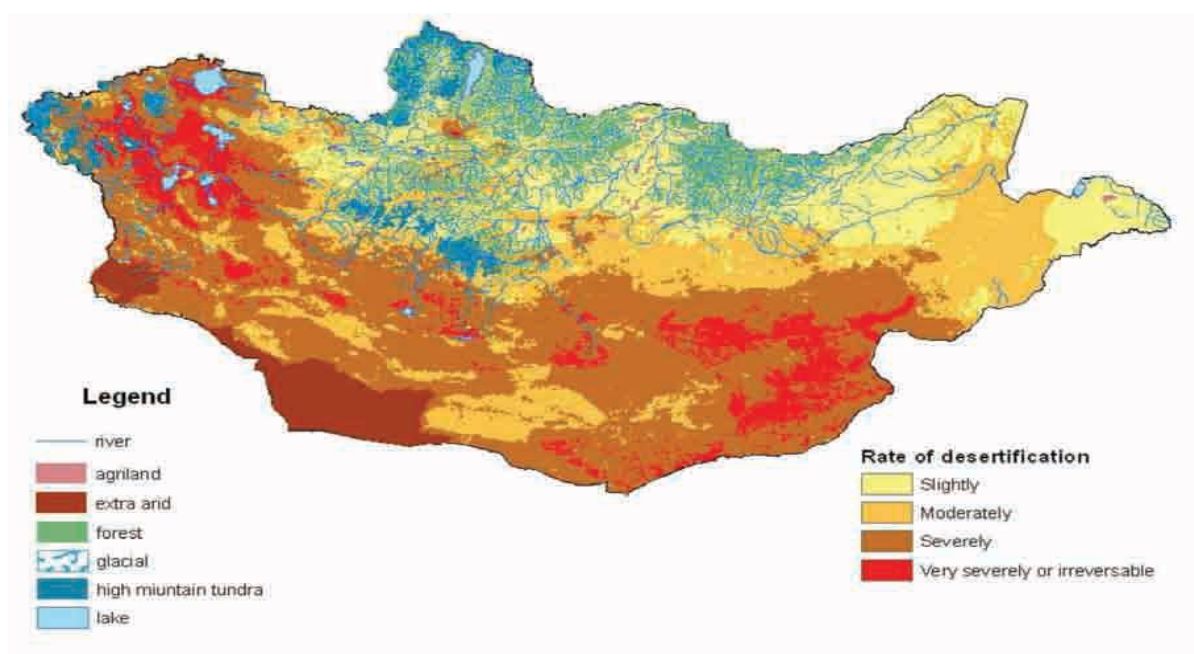 Legend
river
agriland
extra arid
forest
glacial
high miuntain tundra
lake
Rate of desertification
Slightly
Moderately
Severely
Very severely or irreversable